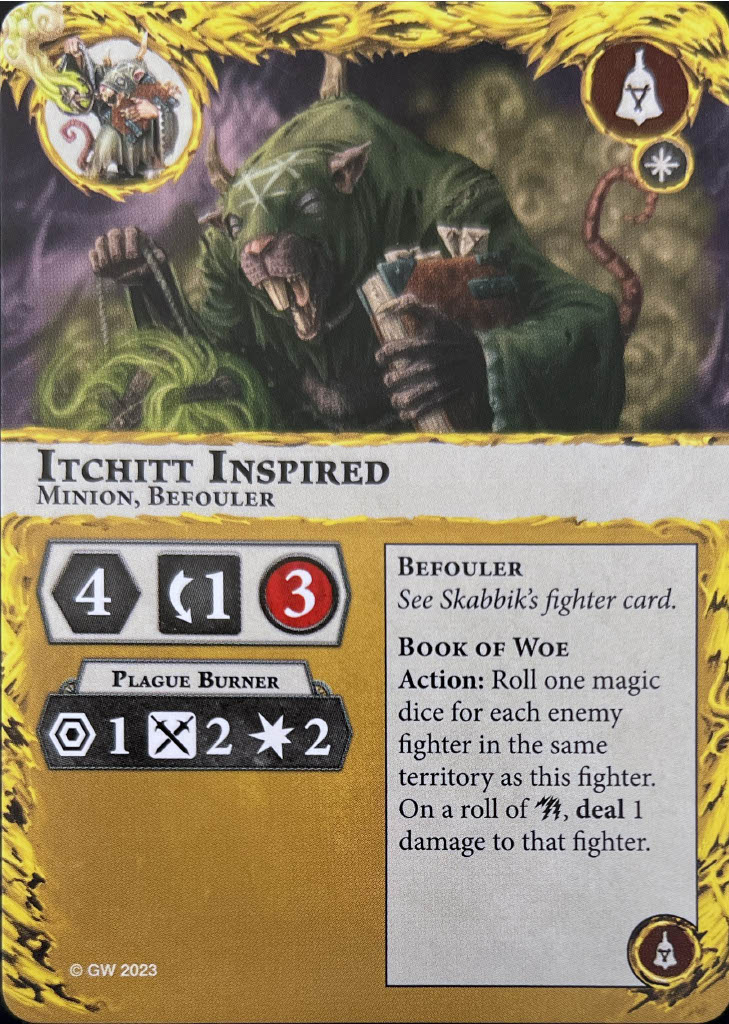 Itchitt Inspired
Minion, Befouler
4 1 3
Plague Burner
1 2 2
Befouler
See Skabbik's fighter card.
Book of Woe
Action: Roll one magic
dice for each enemy
fighter in the same
territory as this fighter.
On a roll of , deal 1
damage to that fighter.
© GW 2023